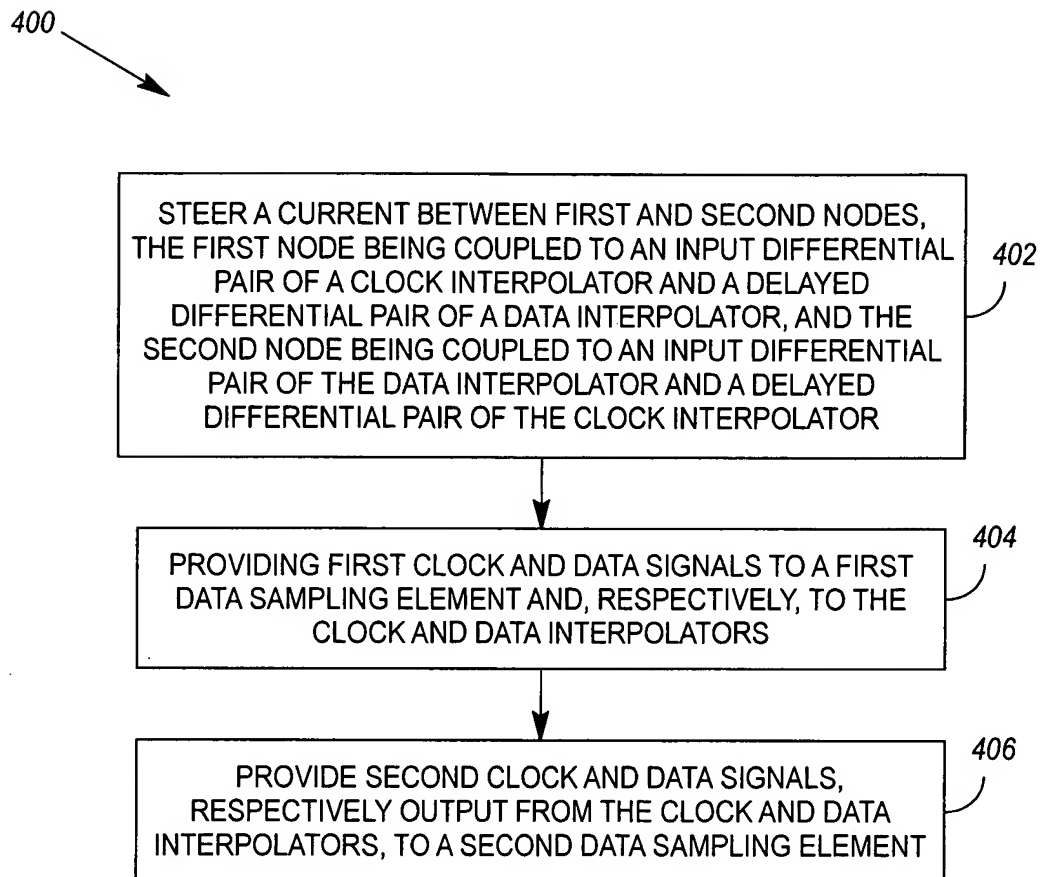 400
STEER A CURRENT BETWEEN FIRST AND SECOND NODES,
THE FIRST NODE BEING COUPLED TO AN INPUT DIFFERENTIAL
PAIR OF A CLOCK INTERPOLATOR AND A DELAYED
DIFFERENTIAL PAIR OF A DATA INTERPOLATOR, AND THE
SECOND NODE BEING COUPLED TO AN INPUT DIFFERENTIAL
PAIR OF THE DATA INTERPOLATOR AND A DELAYED
DIFFERENTIAL PAIR OF THE CLOCK INTERPOLATOR
402
PROVIDING FIRST CLOCK AND DATA SIGNALS TO A FIRST
DATA SAMPLING ELEMENT AND, RESPECTIVELY, TO THE
CLOCK AND DATA INTERPOLATORS
404
PROVIDE SECOND CLOCK AND DATA SIGNALS,
RESPECTIVELY OUTPUT FROM THE CLOCK AND DATA
INTERPOLATORS, TO A SECOND DATA SAMPLING ELEMENT
406